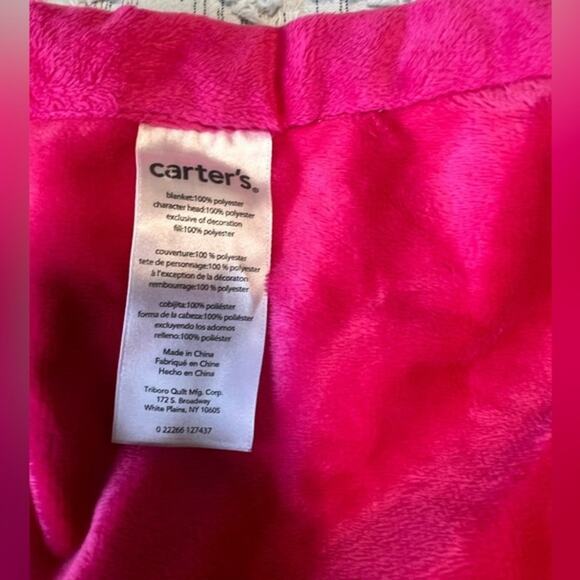 carter's®
blanket:100% polyester
character head:100% polyester
exclusive of decoration
fill:100% polyester
couverture:100 % polyester
tete de personnage:100 % polyester
à l'exception de la décoraton
rembourrage:100 % polyester
cobijita:100% poliéster
forma de la cabeza:100% poliéster
excluyendo los adornos
relleno:100% poliéster
Made in China
Fabriqué en Chine
Hecho en China
Triboro Quilt Mfg. Corp.
172 S. Broadway
White Plains, NY 10605
0 22266 127437